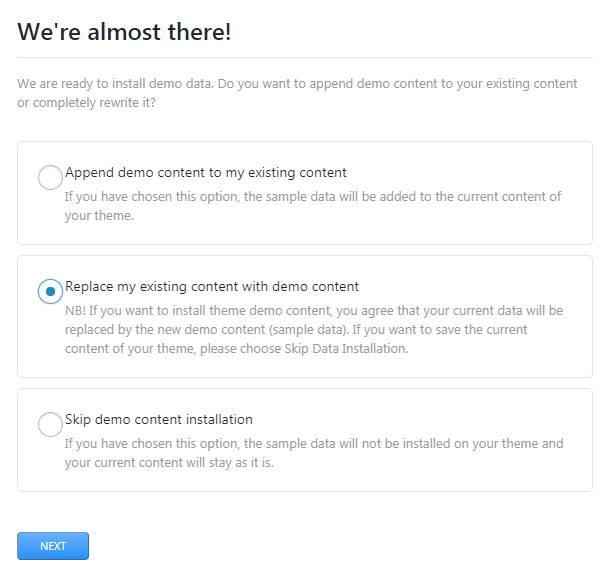 We're almost there!
We are ready to install demo data. Do you want to append demo content to your existing content
or completely rewrite it?
Append demo content to my existing content
If you have chosen this option, the sample data will be added to the current content of
your theme.
Replace my existing content with demo content
NB! If you want to install theme demo content, you agree that your current data will be
replaced by the new demo content (sample data). If you want to save the current
content of your theme, please choose Skip Data Installation.
Skip demo content installation
If you have chosen this option, the sample data will not be installed on your theme and
your current content will stay as it is.
NEXT